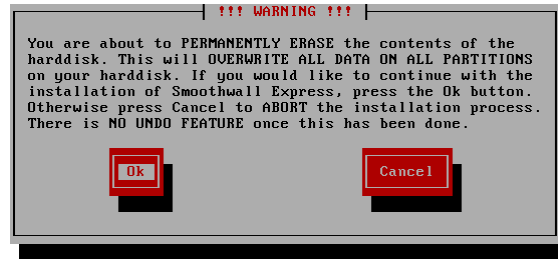 !!! WARNING !!!
You are about to PERMANENTLY ERASE the contents of the
harddisk. This will OVERWRITE ALL DATA ON ALL PARTITIONS
on your harddisk. If you would like to continue with the
installation of Smoothwall Express, press the Ok button.
Otherwise press Cancel to ABORT the installation process.
There is NO UNDO FEATURE once this has been done.
Ok Cancel